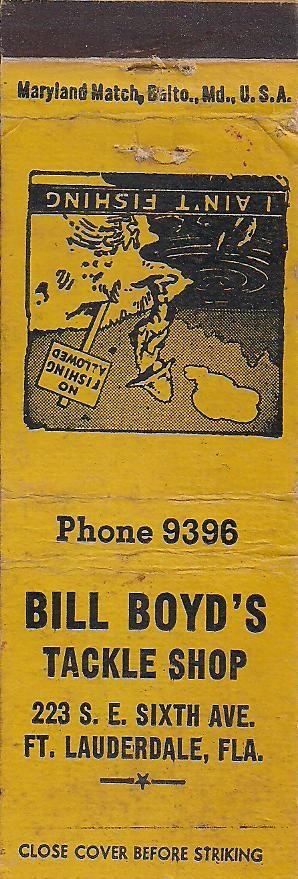 Maryland Match, Balto., Md., U. S. A.
I AIN'T FISHING
NO
FISHING
ALLOWED
Phone 9396
BILL BOYD'S
TACKLE SHOP
223 S. E. SIXTH AVE.
FT. LAUDERDALE, FLA.
CLOSE COVER BEFORE STRIKING